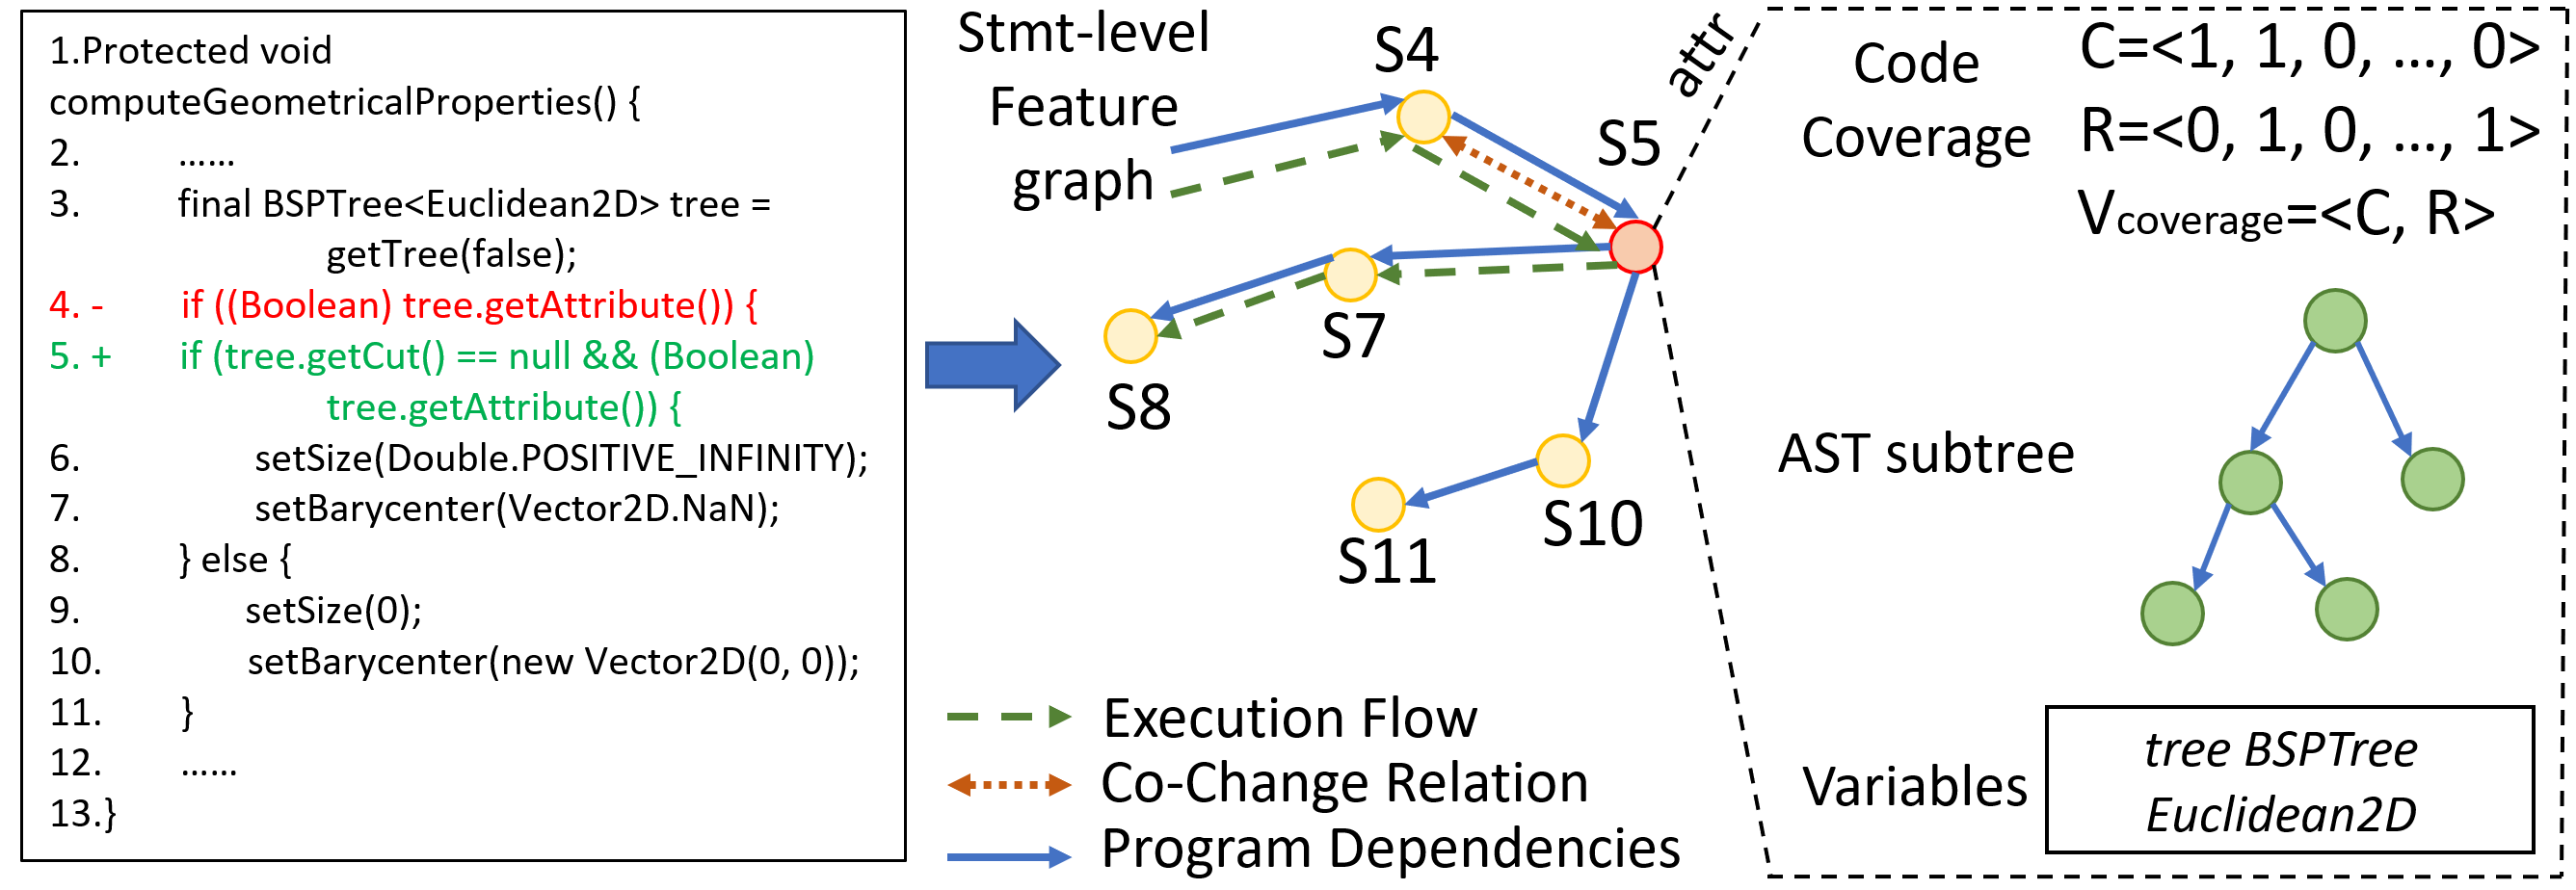 1.Protected void
computeGeometricalProperties() {
2. ……
3. final BSPTree<Euclidean2D> tree =
getTree(false);
4. - if ((Boolean) tree.getAttribute()) {
5. + if (tree.getCut() == null && (Boolean)
tree.getAttribute()) {
6. setSize(Double.POSITIVE_INFINITY);
7. setBarycenter(Vector2D.NaN);
8. } else {
9. setSize(0);
10. setBarycenter(new Vector2D(0, 0));
11. }
12. ……
13.}
Stmt-level
Feature
graph
S4
S5
S7
S8
S10
S11
attr
Execution Flow
Co-Change Relation
Program Dependencies
Code
Coverage
C=<1, 1, 0, ..., 0>
R=<0, 1, 0, ..., 1>
Vcoverage=<C, R>
AST subtree
Variables
tree BSPTree
Euclidean2D